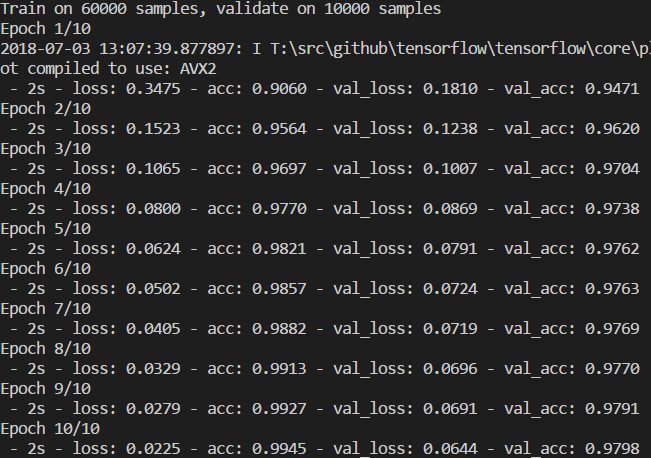 Train on 60000 samples, validate on 10000 samples
Epoch 1/10
2018-07-03 13:07:39.877897: I T:\src\github\tensorflow\tensorflow\core\pl
ot compiled to use: AVX2
 - 2s - loss: 0.3475 - acc: 0.9060 - val_loss: 0.1810 - val_acc: 0.9471
Epoch 2/10
 - 2s - loss: 0.1523 - acc: 0.9564 - val_loss: 0.1238 - val_acc: 0.9620
Epoch 3/10
 - 2s - loss: 0.1065 - acc: 0.9697 - val_loss: 0.1007 - val_acc: 0.9704
Epoch 4/10
 - 2s - loss: 0.0800 - acc: 0.9770 - val_loss: 0.0869 - val_acc: 0.9738
Epoch 5/10
 - 2s - loss: 0.0624 - acc: 0.9821 - val_loss: 0.0791 - val_acc: 0.9762
Epoch 6/10
 - 2s - loss: 0.0502 - acc: 0.9857 - val_loss: 0.0724 - val_acc: 0.9763
Epoch 7/10
 - 2s - loss: 0.0405 - acc: 0.9882 - val_loss: 0.0719 - val_acc: 0.9769
Epoch 8/10
 - 2s - loss: 0.0329 - acc: 0.9913 - val_loss: 0.0696 - val_acc: 0.9770
Epoch 9/10
 - 2s - loss: 0.0279 - acc: 0.9927 - val_loss: 0.0691 - val_acc: 0.9791
Epoch 10/10
 - 2s - loss: 0.0225 - acc: 0.9945 - val_loss: 0.0644 - val_acc: 0.9798